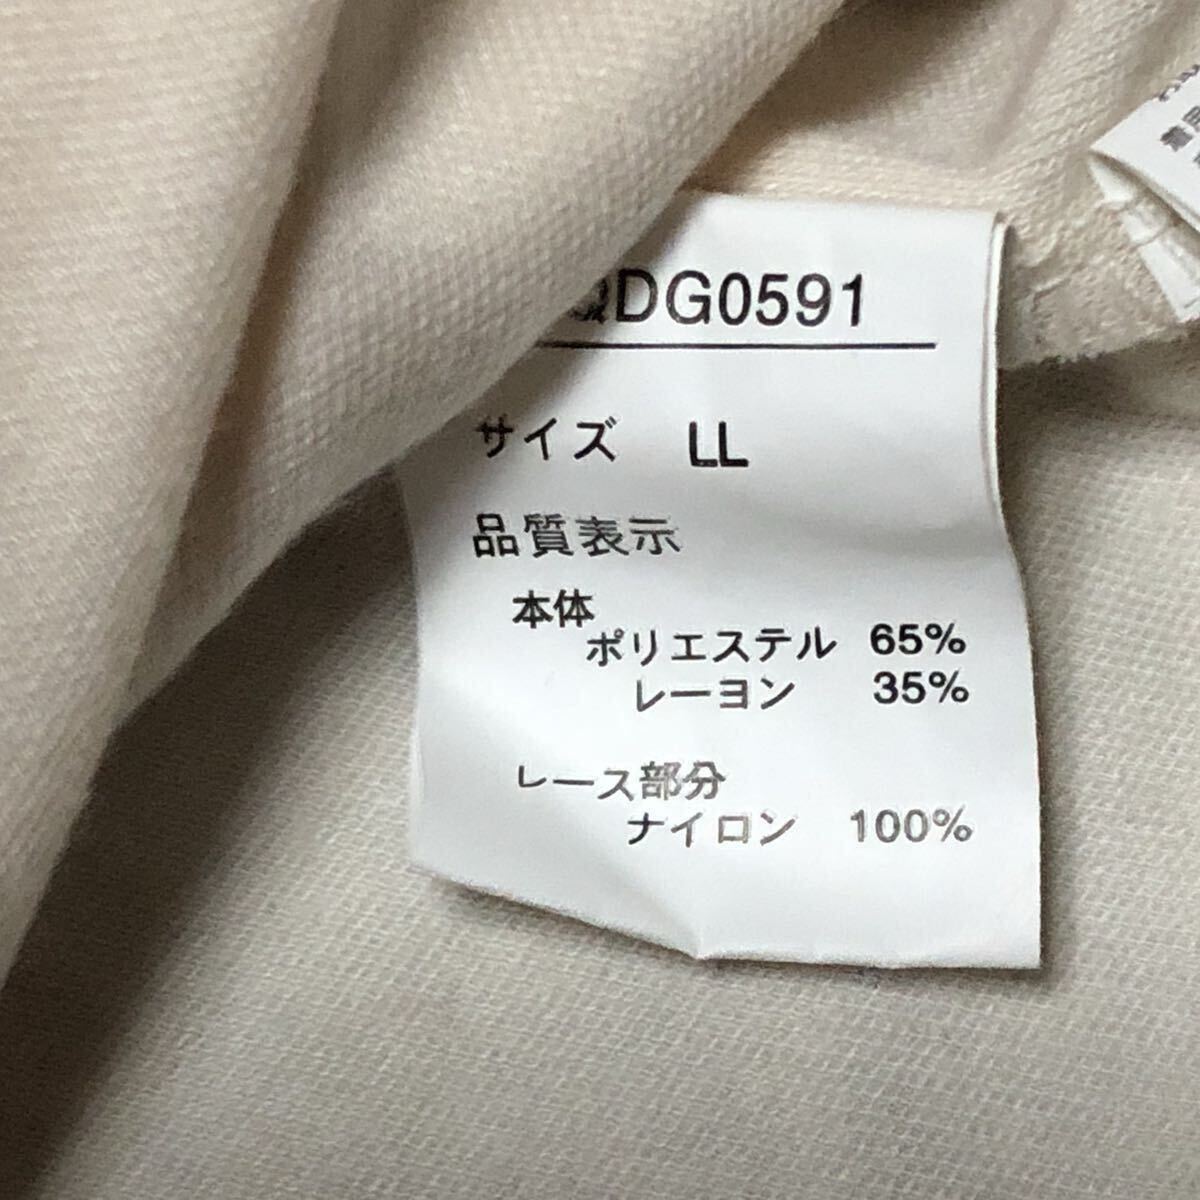 QDG0591
サイズ LL
品質表示
本体
ポリエステル 65%
レーヨン 35%
レース部分
ナイロン 100%